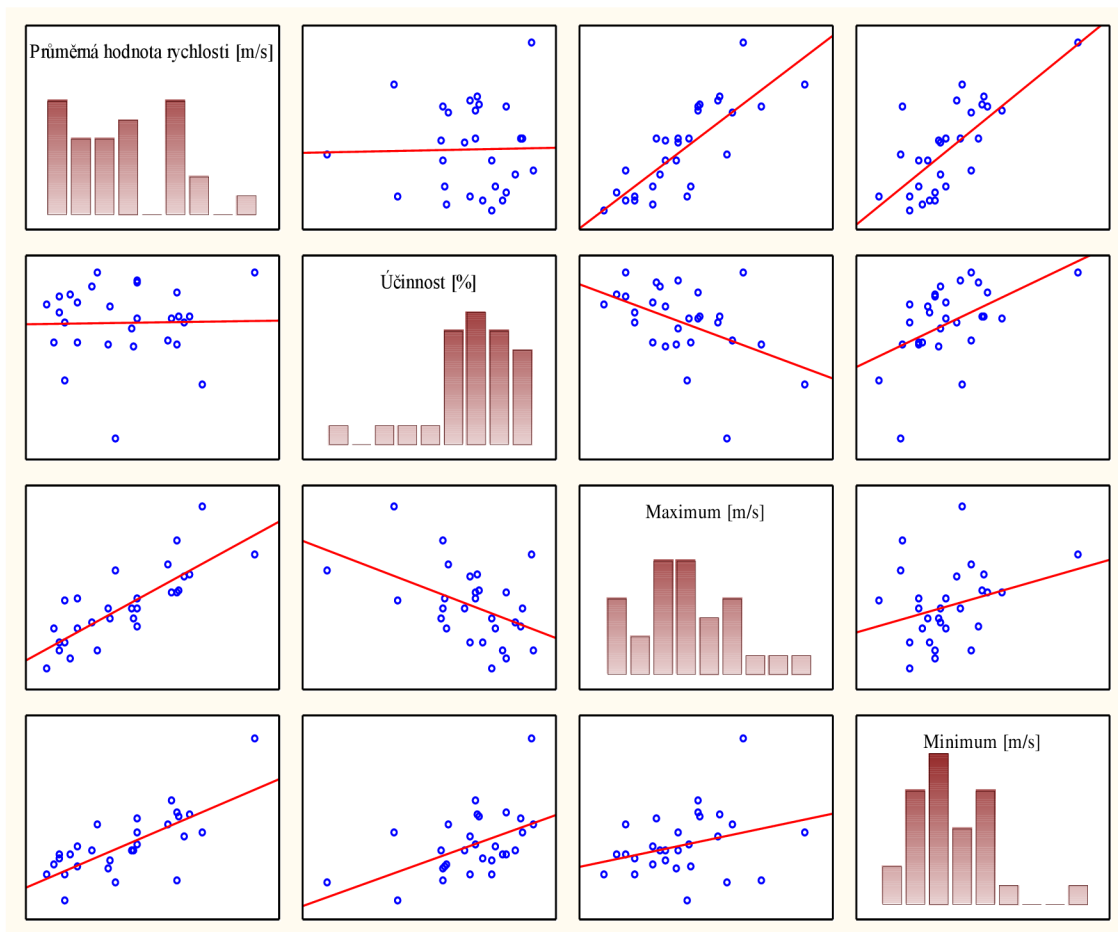 Průměrná hodnota rychlosti [m/s]
Účinnost [%]
Maximum [m/s]
Minimum [m/s]